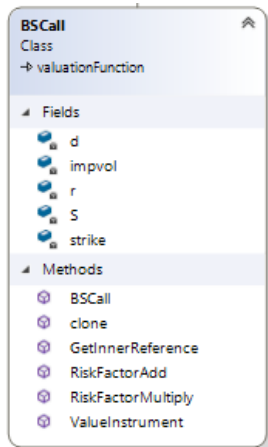 BSCall
Class
valuationFunction
Fields
d
impvol
r
S
strike
Methods
BSCall
clone
GetInnerReference
RiskFactorAdd
RiskFactorMultiply
ValueInstrument